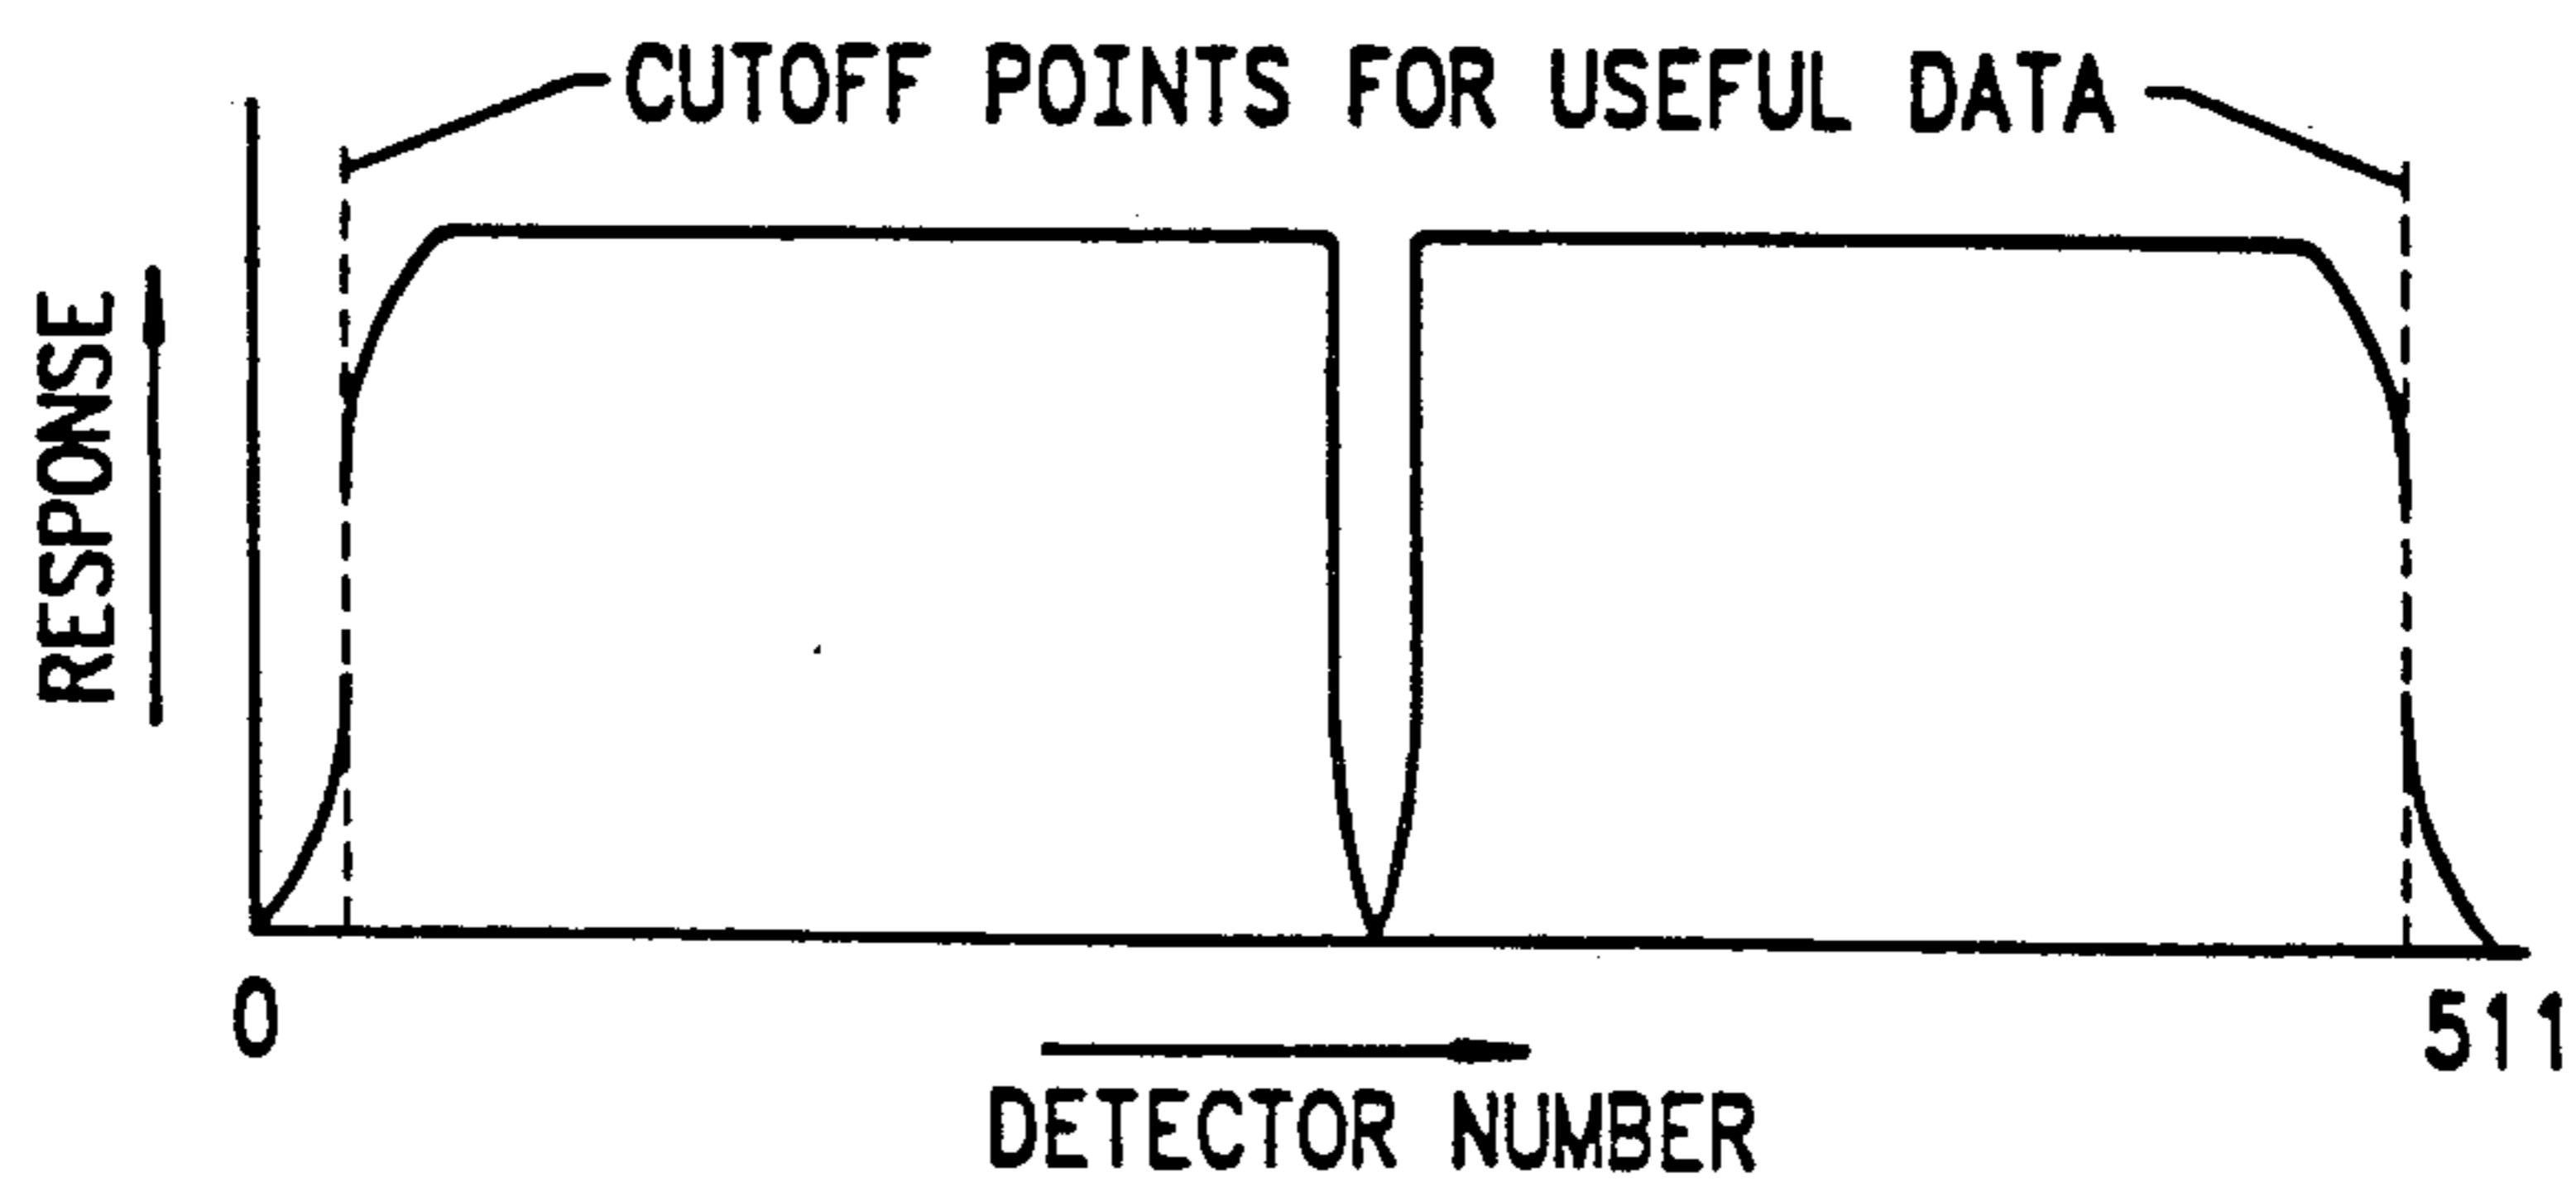 CUTOFF POINTS FOR USEFUL DATA
RESPONSE
0
511
DETECTOR NUMBER